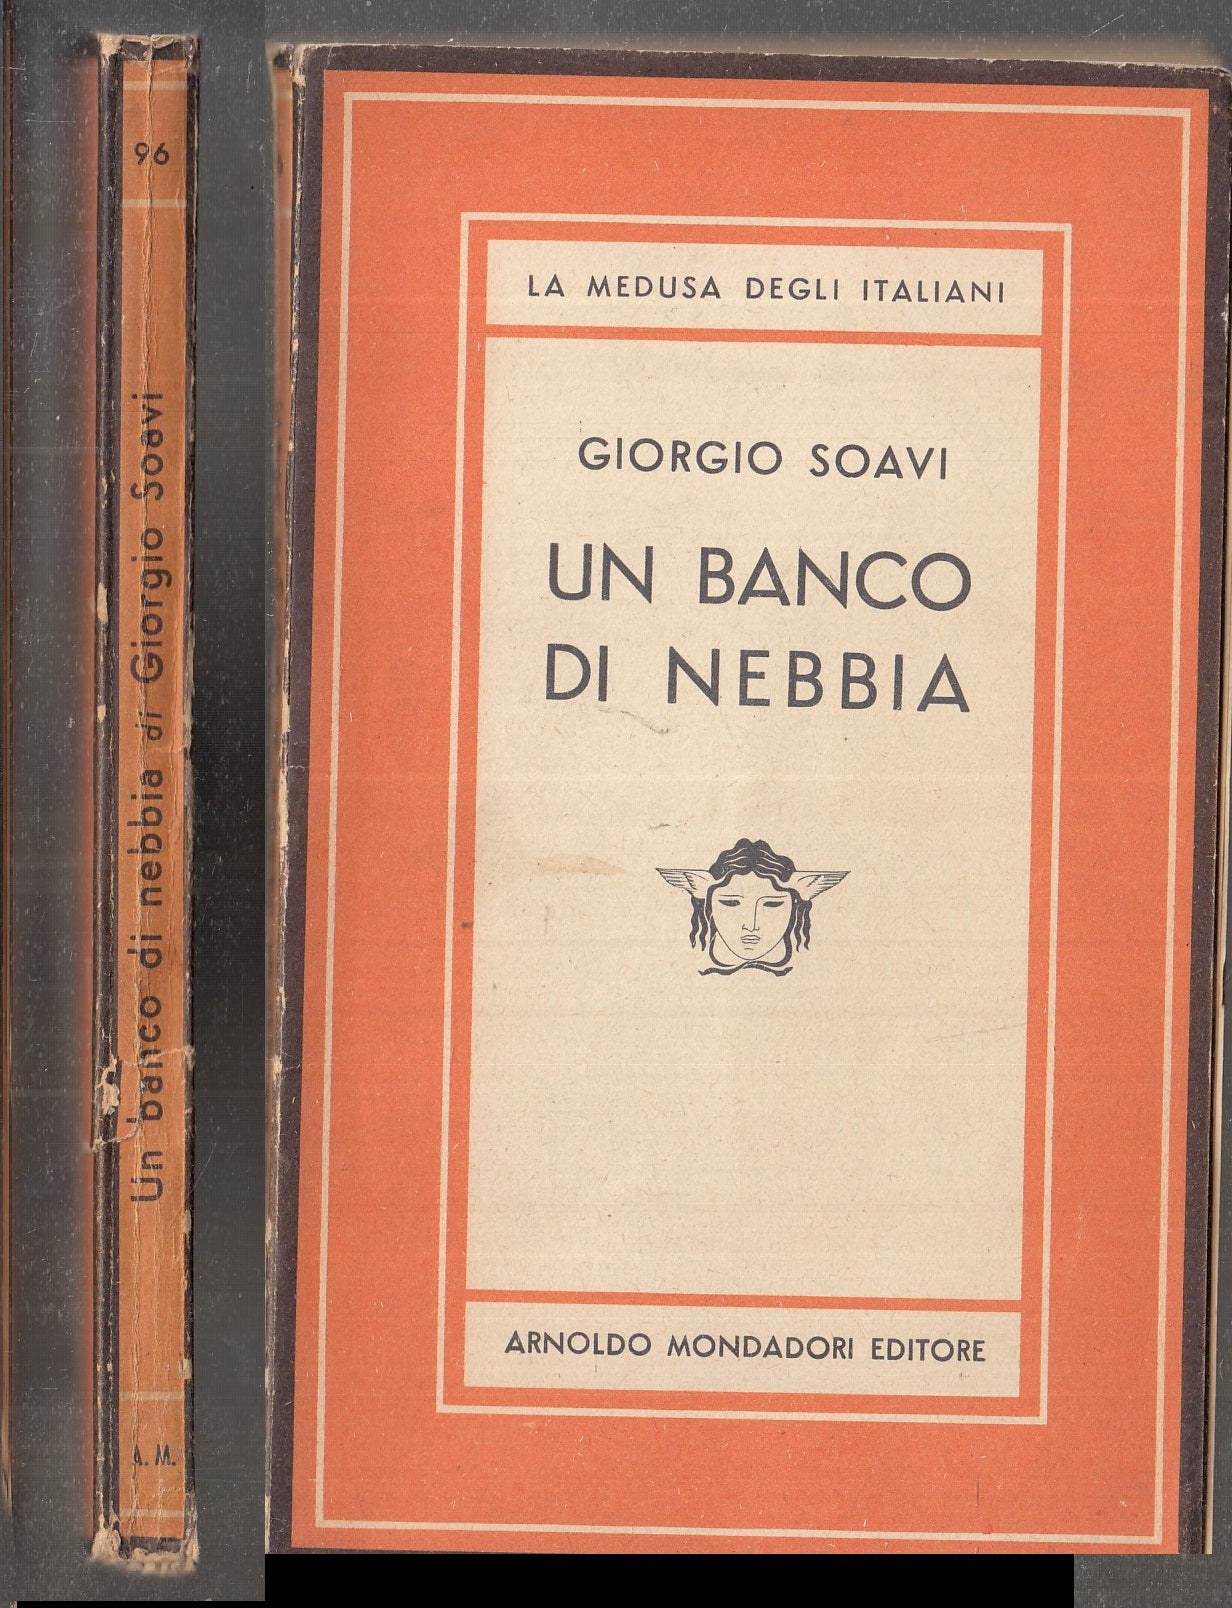 96
Un banco di nebbia di Giorgio Soavi
A.M.
LA MEDUSA DEGLI ITALIANI
GIORGIO SOAVI
UN BANCO
DI NEBBIA
ARNOLDO MONDADORI EDITORE